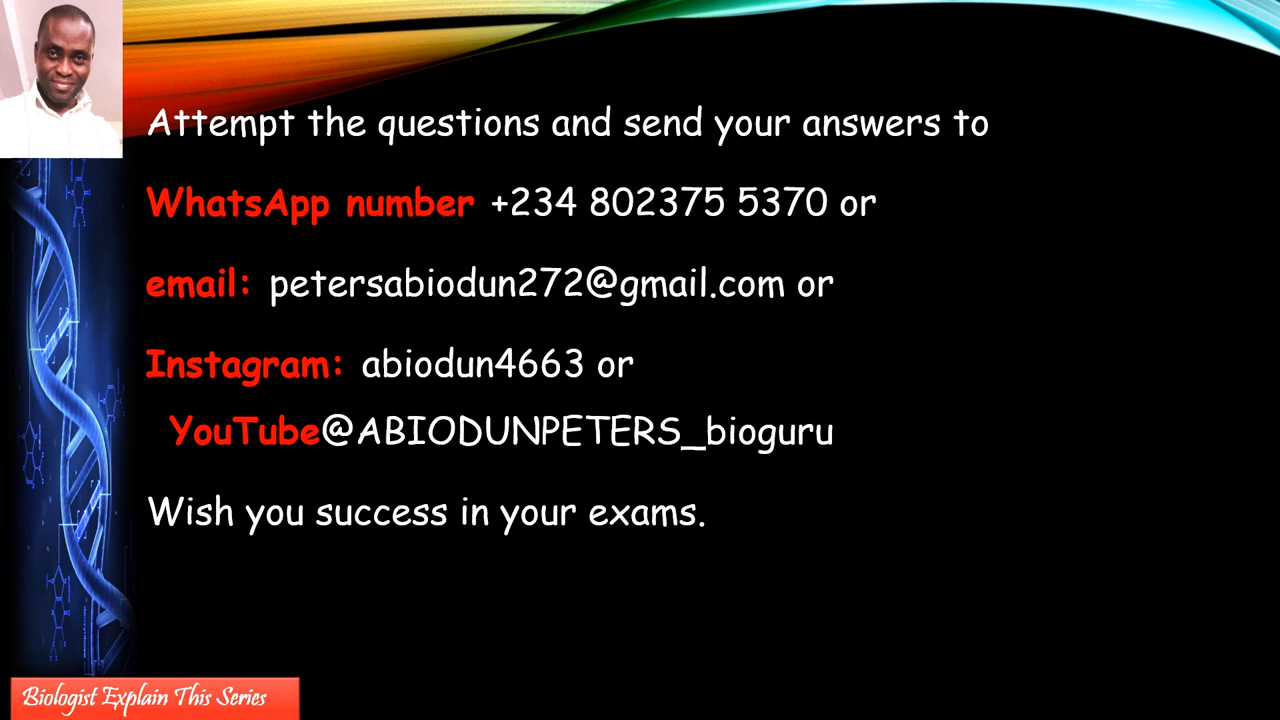 Attempt the questions and send your answers to
WhatsApp number +234 802375 5370 or
email: petersabiodun272@gmail.com or
Instagram: abiodun4663 or
YouTube@ABIODUNPETERS_bioguru
Wish you success in your exams.
Biologist Explain This Series